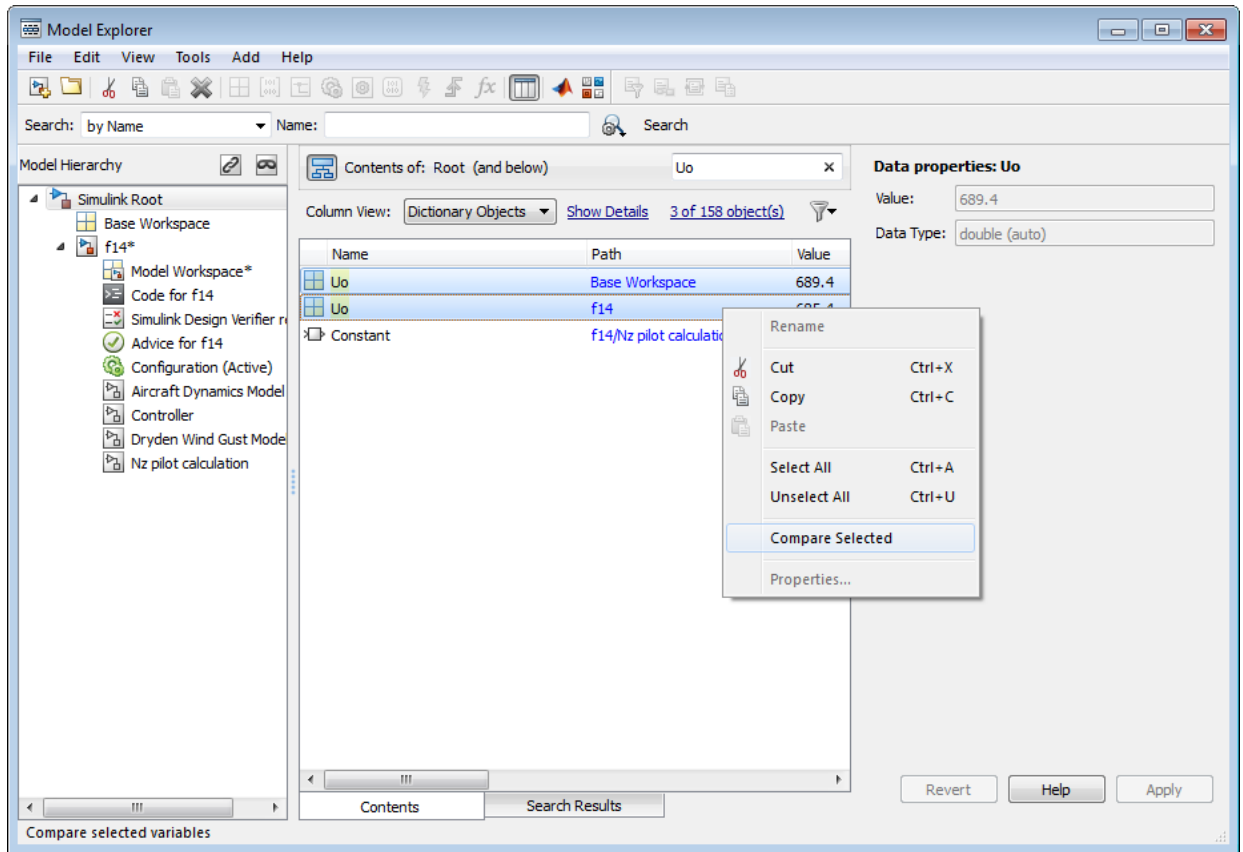 Model Explorer
File Edit View Tools Add Help
fx
Search: by Name Name: Search
Model Hierarchy
Simulink Root
Base Workspace
f14*
Model Workspace*
Code for f14
Simulink Design Verifier
Advice for f14
Configuration (Active)
Aircraft Dynamics Model
Controller
Dryden Wind Gust Mode
Nz pilot calculation
Contents of: Root (and below) Uo
Column View: Dictionary Objects Show Details 3 of 158 object(s)
Name Path Value
Uo Base Workspace 689.4
Uo f14
Constant f14/Nz pilot
Rename
Cut Ctrl+X
Copy Ctrl+C
Paste
Select All Ctrl+A
Unselect All Ctrl+U
Compare Selected
Properties...
Contents Search Results
Data properties: Uo
Value: 689.4
Data Type: double (auto)
Revert Help Apply
Compare selected variables